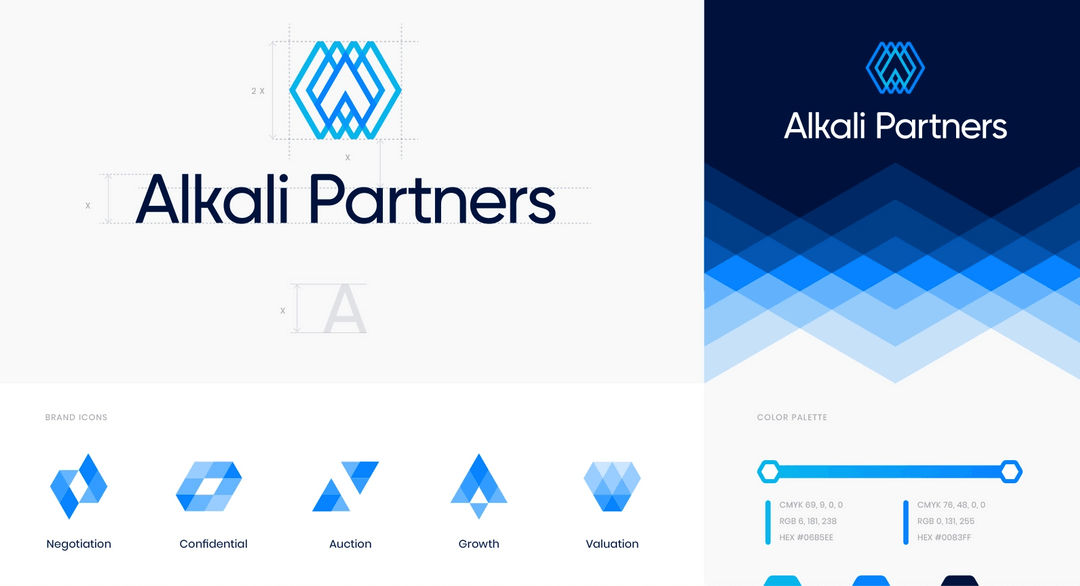 2 X
X
Alkali Partners
X
A
X
Alkali Partners
BRAND ICONS
Negotiation
Confidential
Auction
Growth
Valuation
COLOR PALETTE
CMYK 69, 9, 0, 0
RGB 6, 181, 238
HEX #06B5EE
CMYK 76, 48, 0, 0
RGB 0, 131, 255
HEX #0083FF